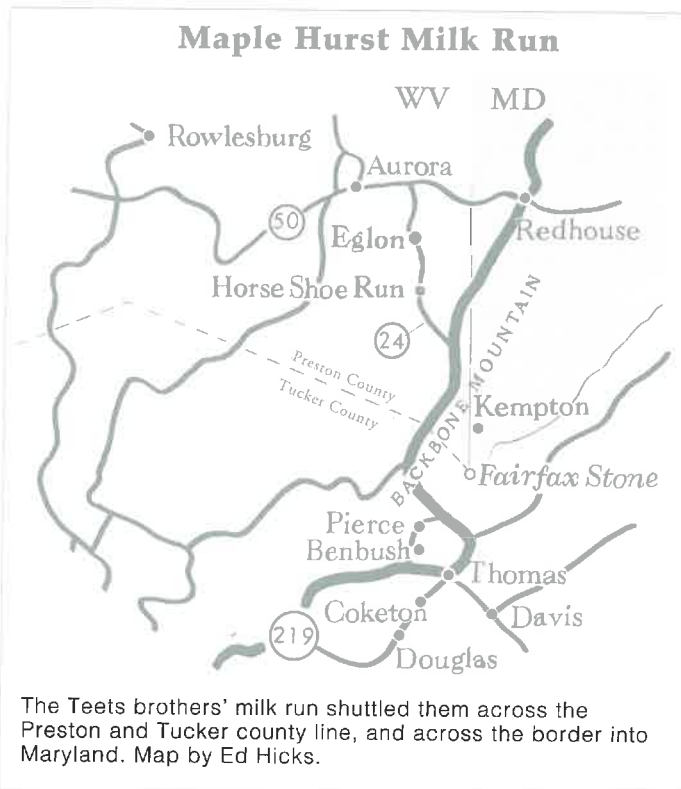 Maple Hurst Milk Run
WV MD
Rowlesburg
Aurora
50
Redhouse
Eglon
Horse Shoe Run
24
BACKBONE MOUNTAIN
Preston County
Tucker County
Kempton
Fairfax Stone
Pierce
Benbush
Thomas
Coketon
Davis
219
Douglas
The Teets brothers' milk run shuttled them across the
Preston and Tucker county line, and across the border into
Maryland. Map by Ed Hicks.